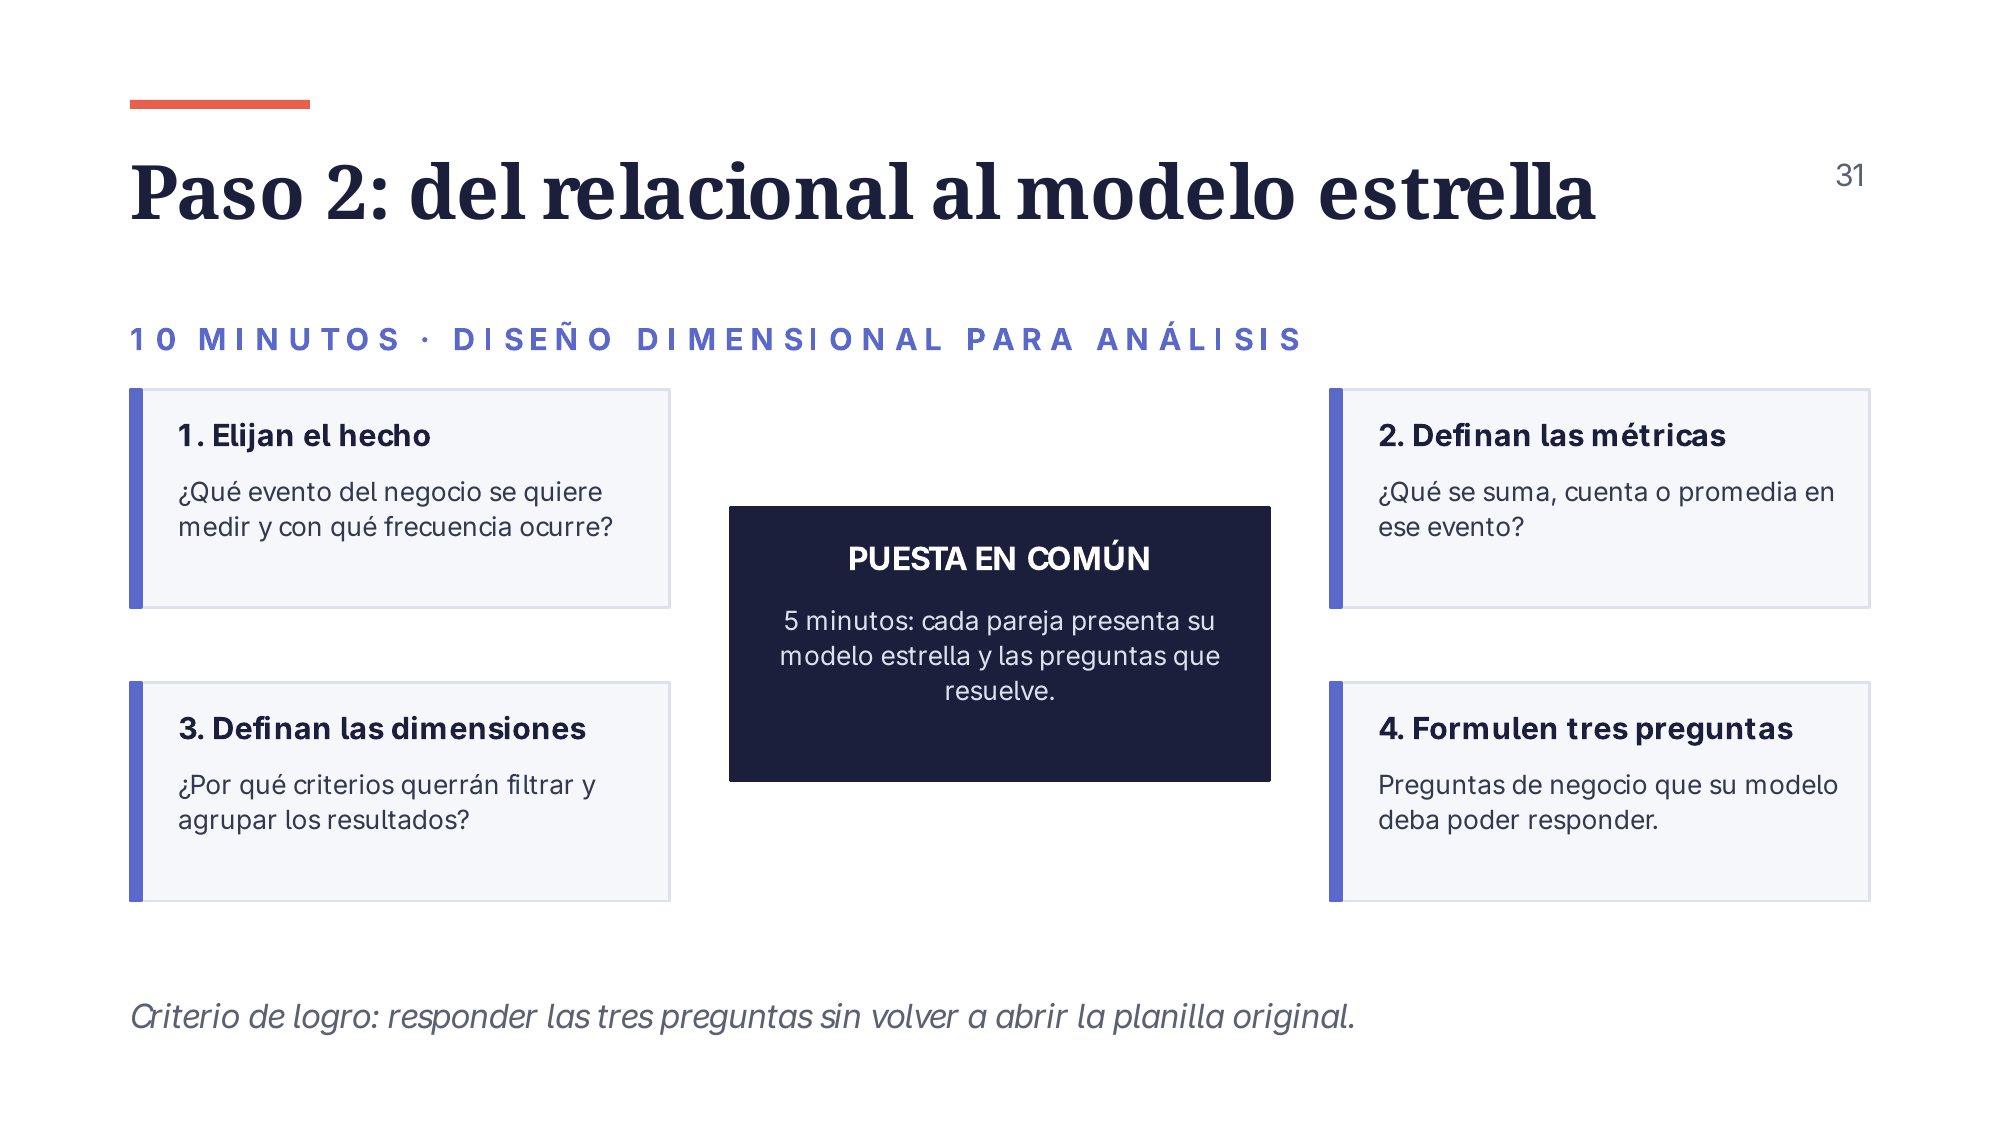 Paso 2: del relacional al modelo estrella
31
10 MINUTOS · DISEÑO DIMENSIONAL PARA ANÁLISIS
1. Elijan el hecho
¿Qué evento del negocio se quiere
medir y con qué frecuencia ocurre?
2. Definan las métricas
¿Qué se suma, cuenta o promedia en
ese evento?
PUESTA EN COMÚN
5 minutos: cada pareja presenta su
modelo estrella y las preguntas que
resuelve.
3. Definan las dimensiones
¿Por qué criterios querrán filtrar y
agrupar los resultados?
4. Formulen tres preguntas
Preguntas de negocio que su modelo
deba poder responder.
Criterio de logro: responder las tres preguntas sin volver a abrir la planilla original.